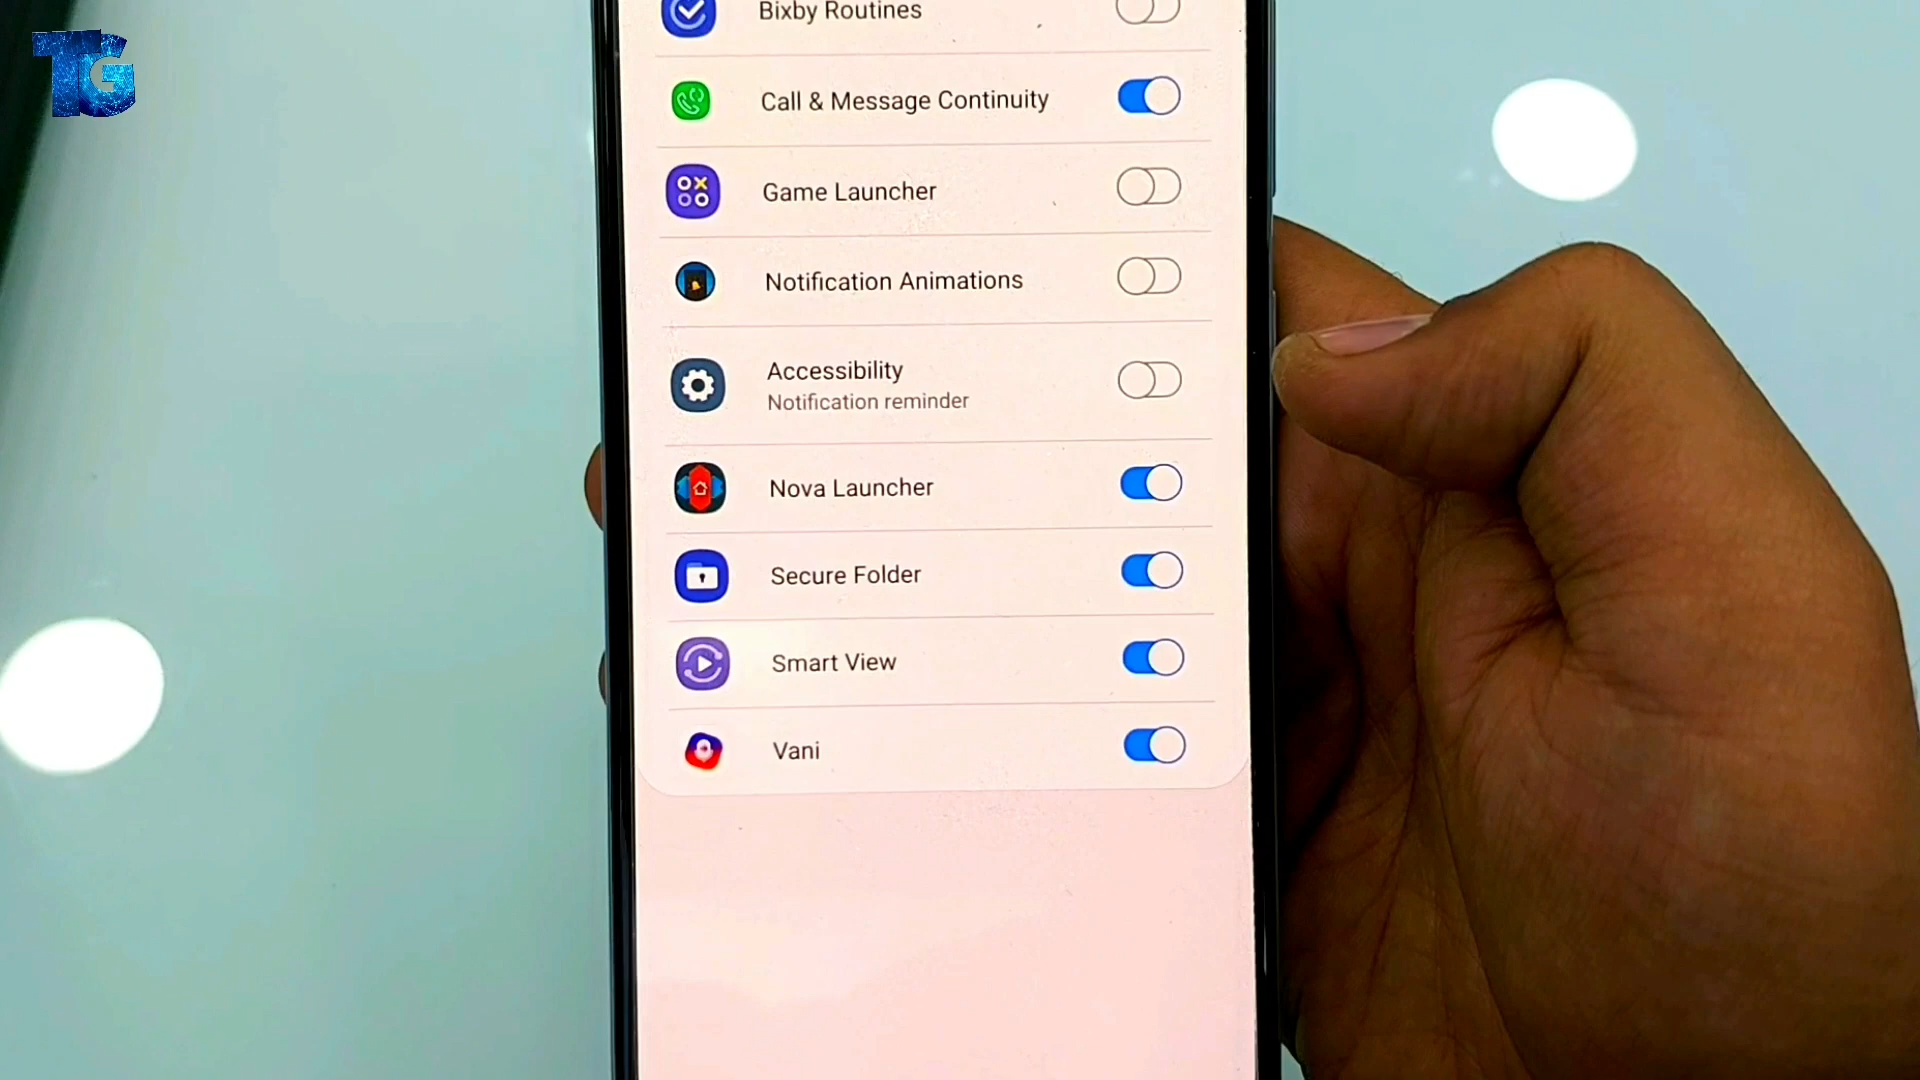 TG
Bixby Routines
Call & Message Continuity
Game Launcher
Notification Animations
Accessibility
Notification reminder
Nova Launcher
Secure Folder
Smart View
Vani